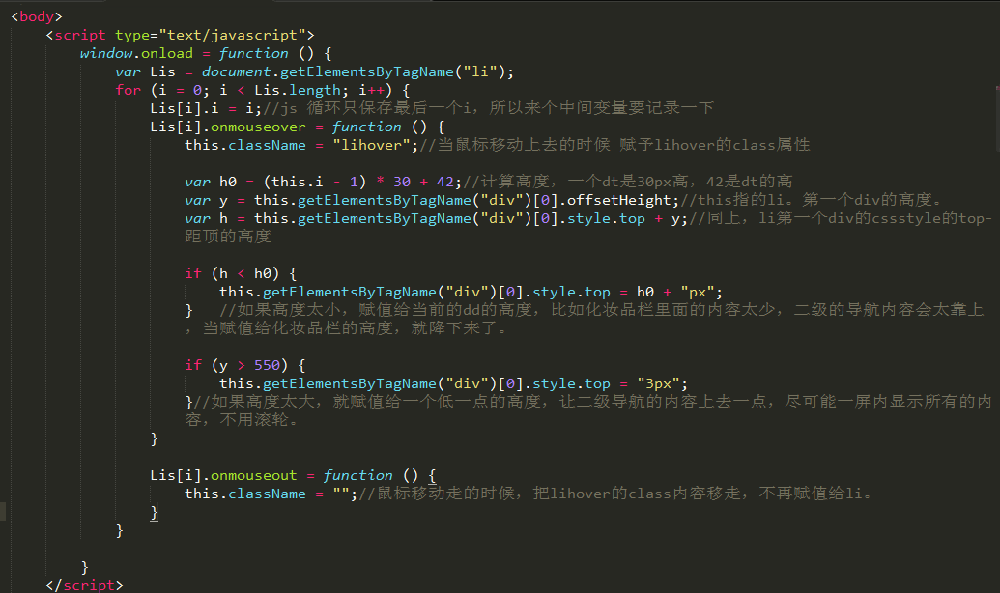 <body>
<script type="text/javascript">
window.onload = function () {
var Lis = document.getElementsByTagName("li");
for (i = 0; i < Lis.length; i++) {
Lis[i].i = i;//js 循环只保存最后一个i，所以来个中间变量要记录一下
Lis[i].onmouseover = function () {
this.className = "lihover";//当鼠标移动上去的时候 赋予lihover的class属性
var h0 = (this.i - 1) * 30 + 42;//计算高度，一个dt是30px高，42是dt的高
var y = this.getElementsByTagName("div")[0].offsetHeight;//this指的li。第一个div的高度。
var h = this.getElementsByTagName("div")[0].style.top + y;//同上，li第一个div的cssstyle的top-
距顶的高度
if (h < h0) {
this.getElementsByTagName("div")[0].style.top = h0 + "px";
}   //如果高度太小，赋值给当前的dd的高度，比如化妆品栏里面的内容太少，二级的导航内容会太靠上
，当赋值给化妆品栏的高度，就降下来了。
if (y > 550) {
this.getElementsByTagName("div")[0].style.top = "3px";
}//如果高度太大，就赋值给一个低一点的高度，让二级导航的内容上去一点，尽可能一屏内显示所有的内
容，不用滚轮。
}
Lis[i].onmouseout = function () {
this.className = "";//鼠标移动走的时候，把lihover的class内容移走，不再赋值给li。
}
}
}
</script>